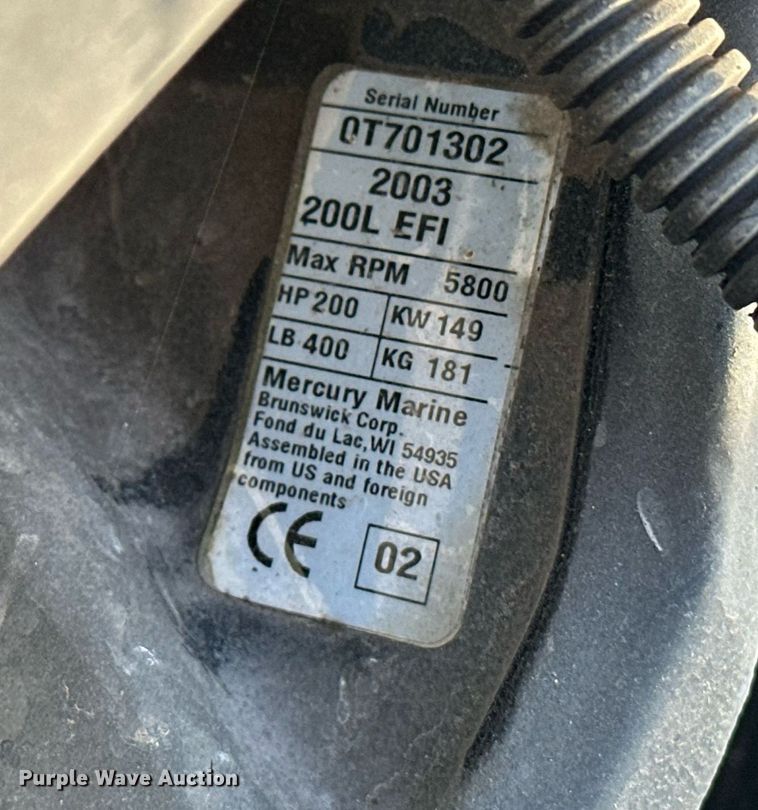 Serial Number
0T701302
2003
200L EFI
Max RPM 5800
HP 200 KW 149
LB 400 KG 181
Mercury Marine
Brunswick Corp.
Fond du Lac, WI 54935
Assembled in the USA
from US and foreign
components
CE 02
Purple Wave Auction